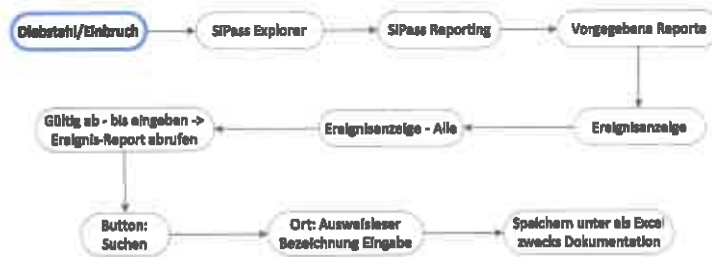 Diebstahl/Einbruch
SiPass Explorer
SiPass Reporting
Vorgegebene Reporte
Ereignisanzeige
Ereignisanzeige - Alle
Gültig ab - bis eingeben ->
Ereignis-Report abrufen
Button:
Suchen
Ort: Ausweisleser
Bezeichnung Eingabe
Speichern unter als Excel
zwecks Dokumentation